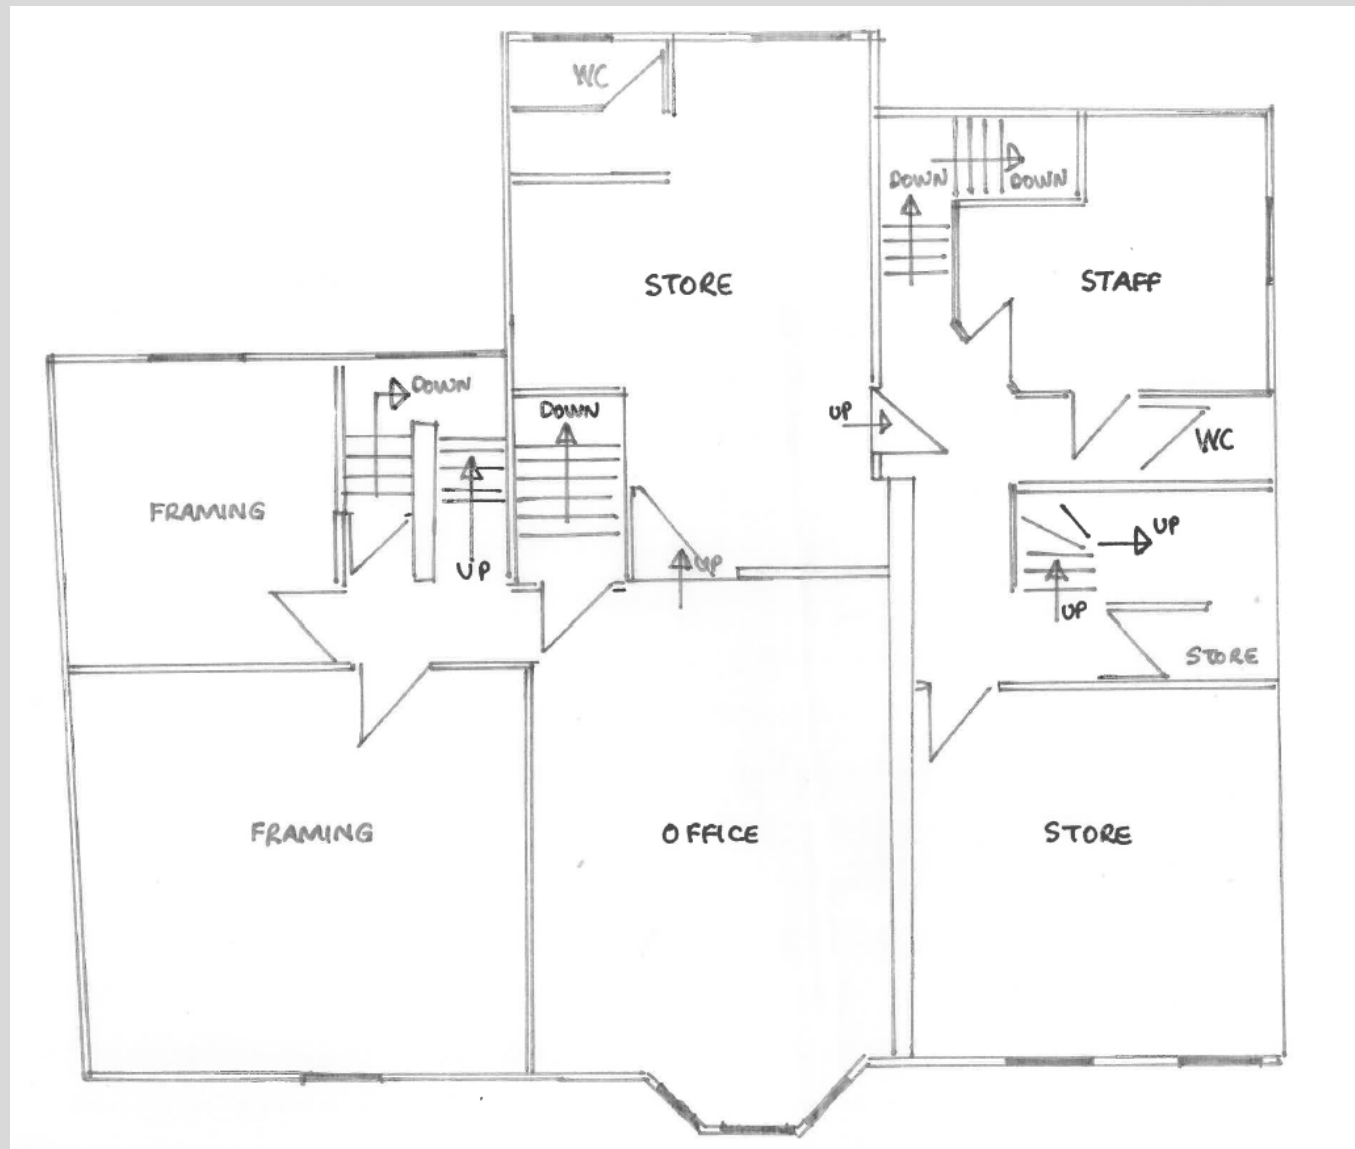 WC
DOWN
DOWN
STORE
STAFF
DOWN
DOWN
UP
WC
FRAMING
UP
UP
UP
UP
STORE
FRAMING
OFFICE
STORE